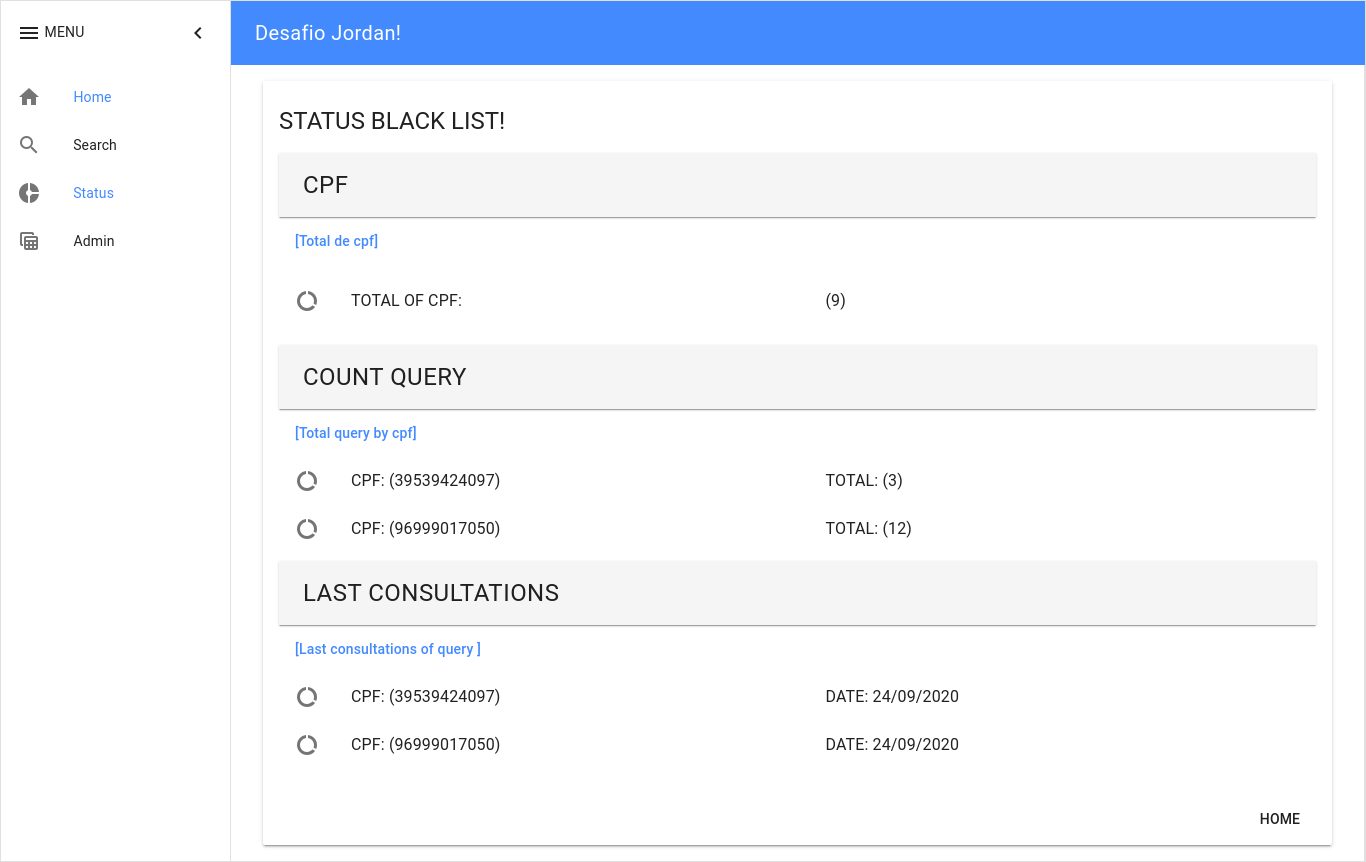 MENU
Home
Search
Status
Admin
Desafio Jordan!
STATUS BLACK LIST!
CPF
[Total de cpf]
TOTAL OF CPF: (9)
COUNT QUERY
[Total query by cpf]
CPF: (39539424097) TOTAL: (3)
CPF: (96999017050) TOTAL: (12)
LAST CONSULTATIONS
[Last consultations of query ]
CPF: (39539424097) DATE: 24/09/2020
CPF: (96999017050) DATE: 24/09/2020
HOME